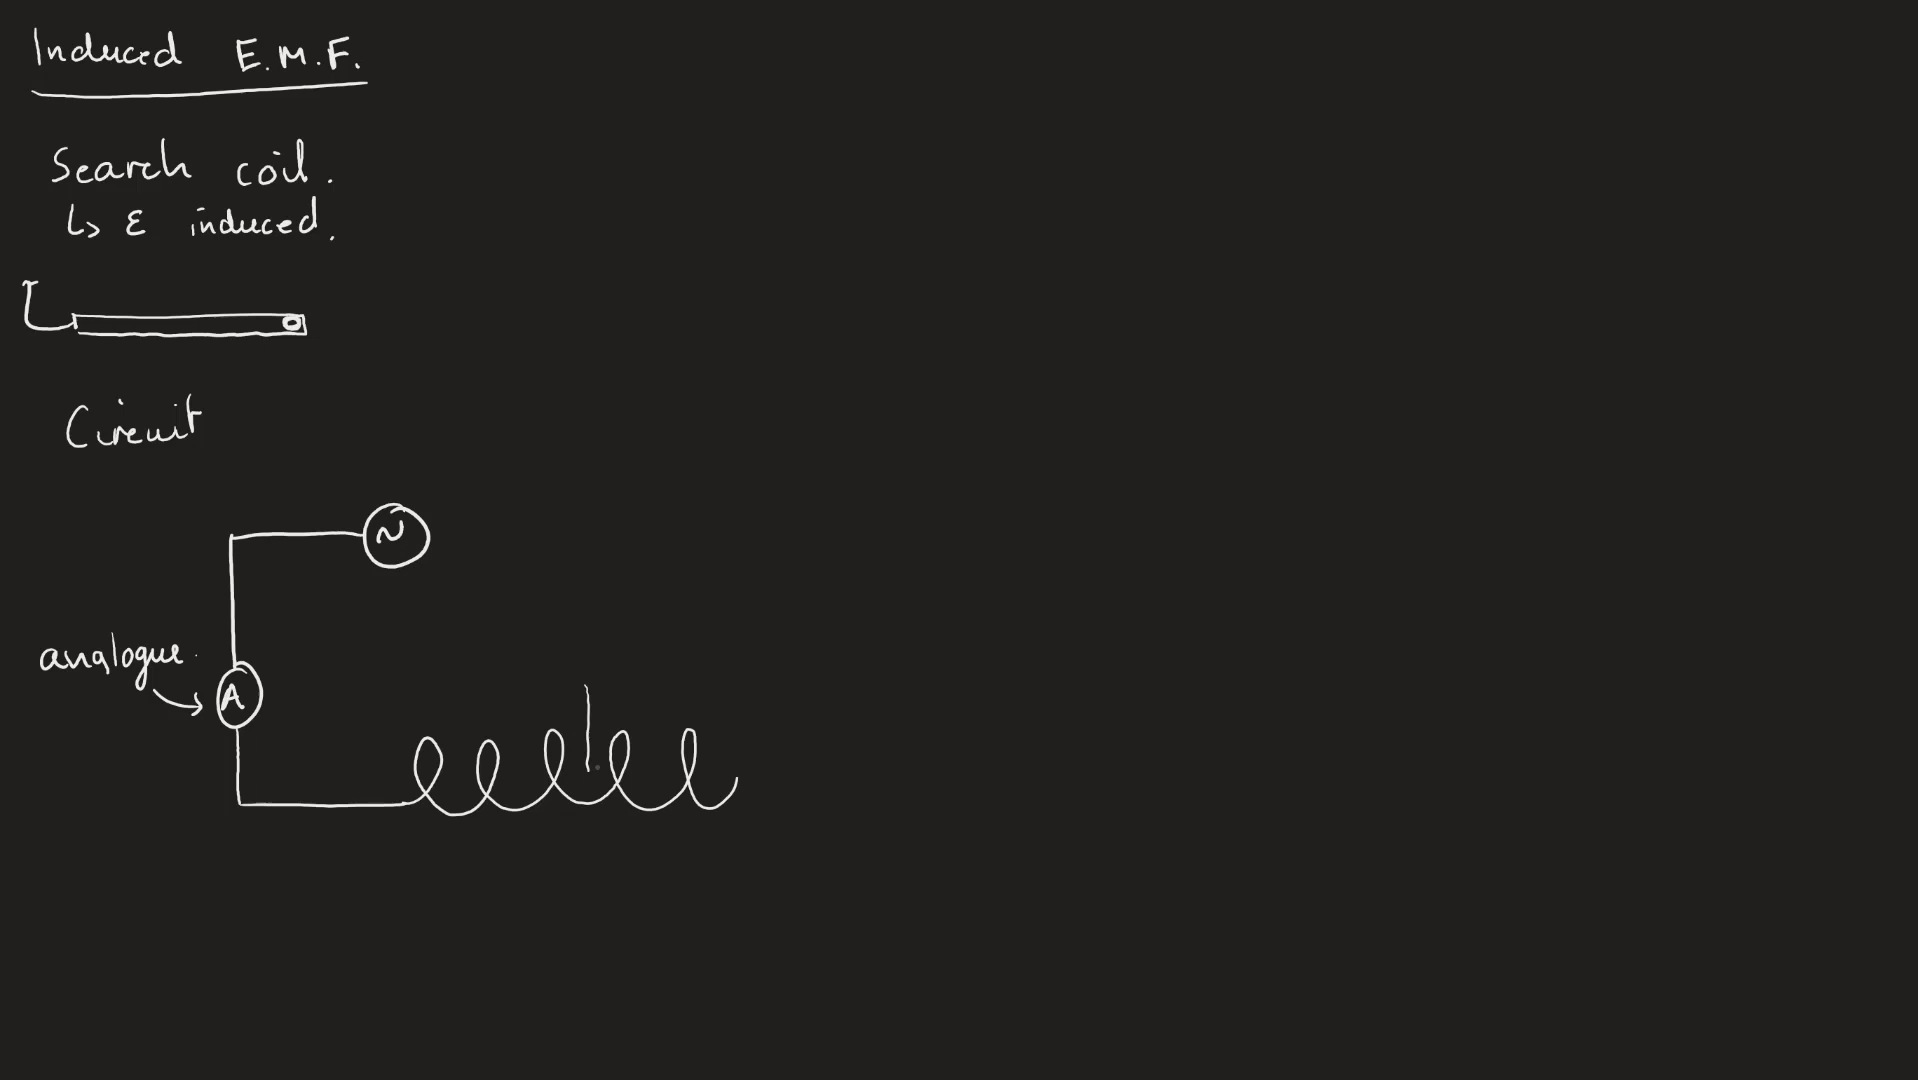 Induced E.M.F.
Search coil.
↳ ε induced.
Circuit
~
analogue.
A